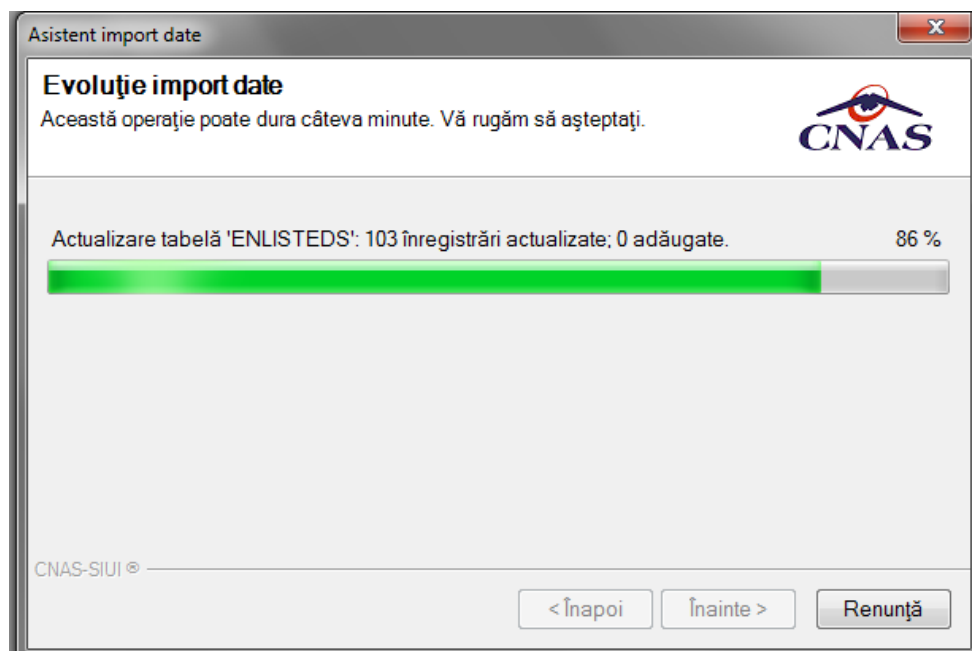 Asistent import date
Evoluţie import date
Această operaţie poate dura câteva minute. Vă rugăm să aşteptaţi.
CNAS
Actualizare tabelă 'ENLISTEDS': 103 înregistrări actualizate; 0 adăugate.
86 %
CNAS-SIUI ®
< Înapoi
Înainte >
Renunţă